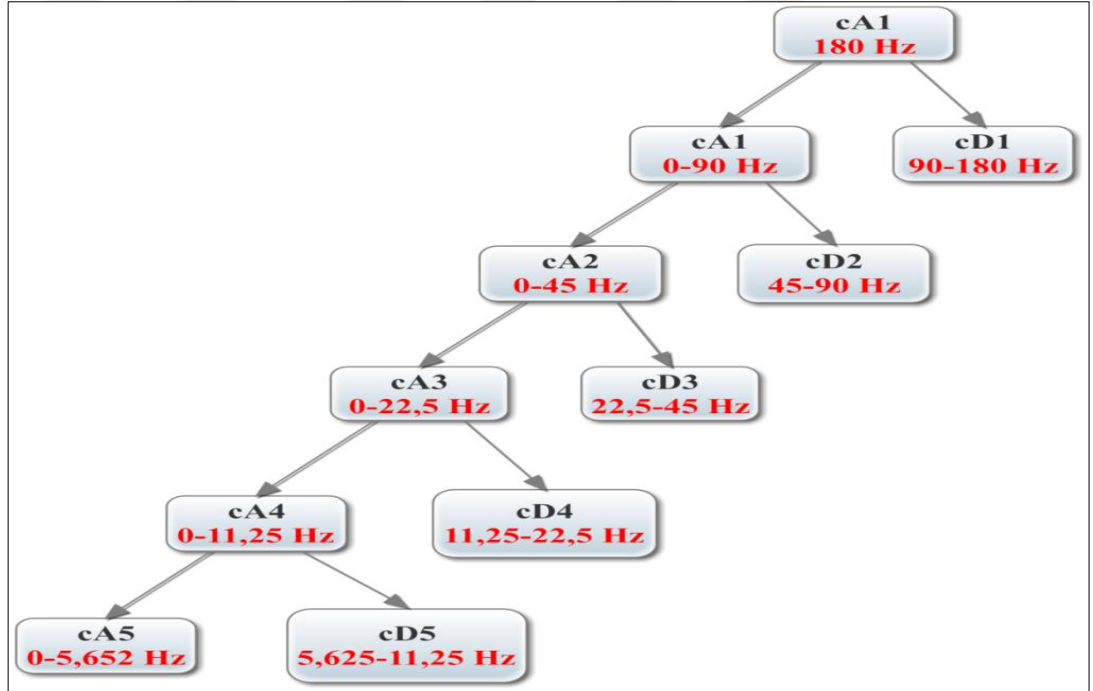 cA1
180 Hz
cA1
0-90 Hz
cD1
90-180 Hz
cA2
0-45 Hz
cD2
45-90 Hz
cA3
0-22,5 Hz
cD3
22,5-45 Hz
cA4
0-11,25 Hz
cD4
11,25-22,5 Hz
cA5
0-5,652 Hz
cD5
5,625-11,25 Hz